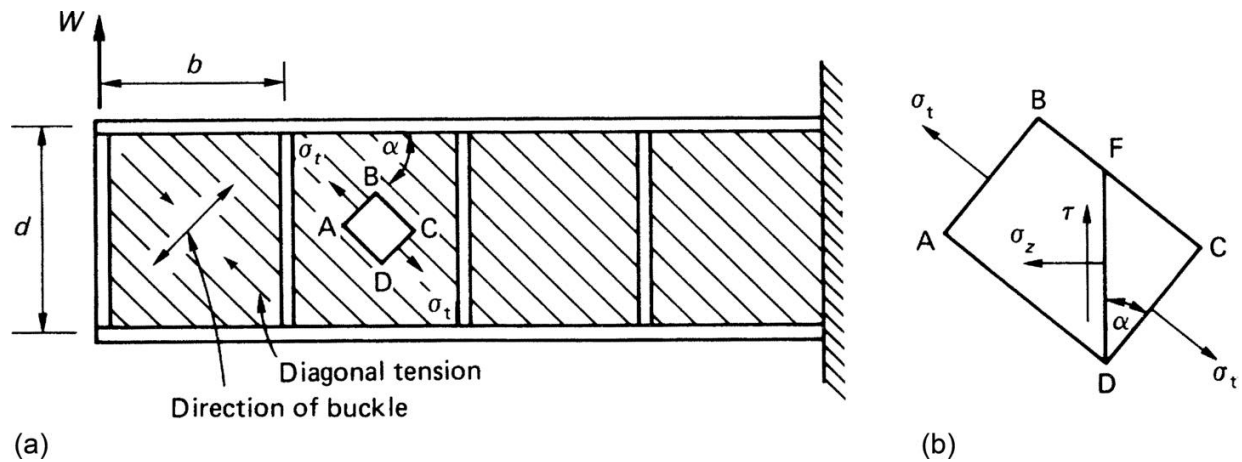 W
b
d
σt
α
B
A
C
D
σt
Diagonal tension
Direction of buckle
(a)
σt
B
F
τ
A
σz
C
α
D
σt
(b)